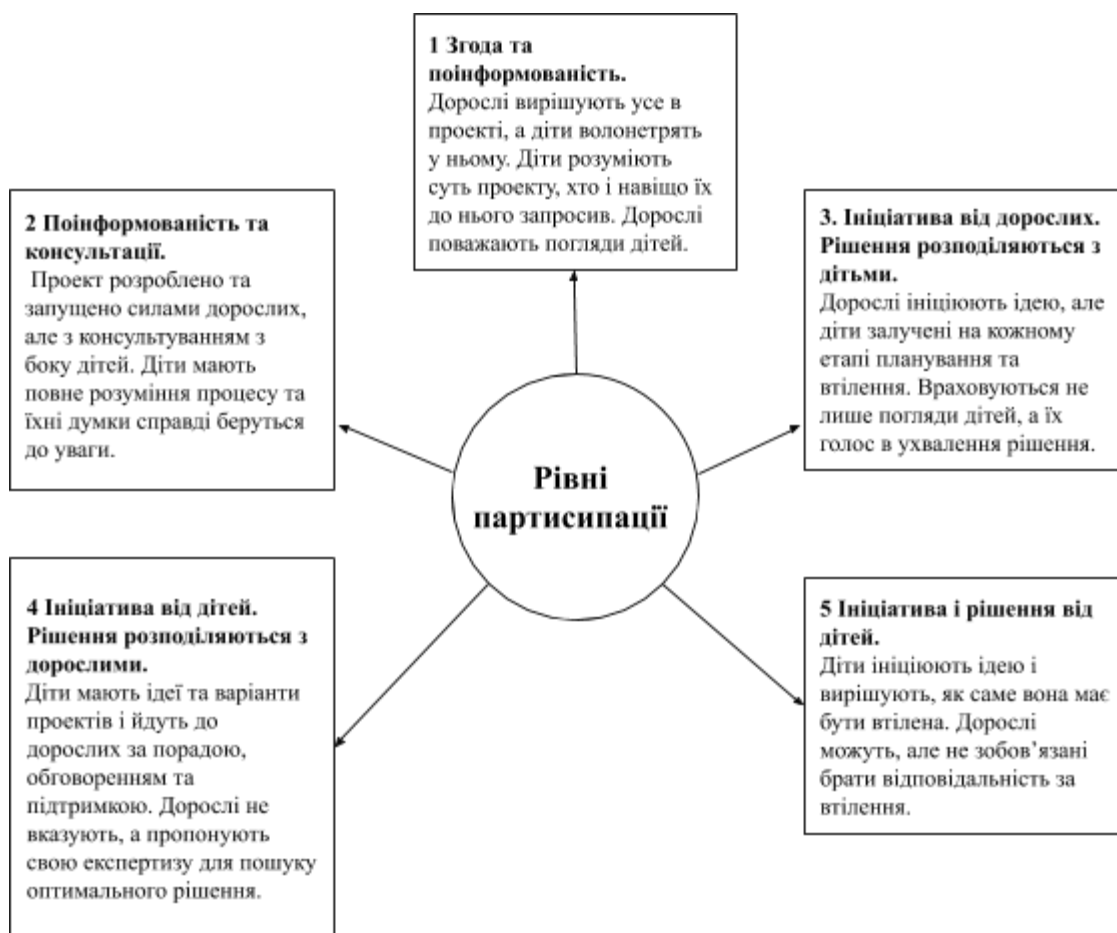 1 Згода та
поінформованість.
Дорослі вирішують усе в
проекті, а діти волонетрять
у ньому. Діти розуміють
суть проекту, хто і навіщо їх
до нього запросив. Дорослі
поважають погляди дітей.
2 Поінформованість та
консультації.
Проект розроблено та
запущено силами дорослих,
але з консультуванням з
боку дітей. Діти мають
повне розуміння процесу та
їхні думки справді беруться
до уваги.
3. Ініціатива від дорослих.
Рішення розподіляються з
дітьми.
Дорослі ініціюють ідею, але
діти залучені на кожному
етапі планування та
втілення. Враховуються не
лише погляди дітей, а їх
голос в ухвалення рішення.
Рівні
партисипації
4 Ініціатива від дітей.
Рішення розподіляються з
дорослими.
Діти мають ідеї та варіанти
проектів і йдуть до
дорослих за порадою,
обговоренням та
підтримкою. Дорослі не
вказують, а пропонують
свою експертизу для пошуку
оптимального рішення.
5 Ініціатива і рішення від
дітей.
Діти ініціюють ідею і
вирішують, як саме вона має
бути втілена. Дорослі
можуть, але не зобов’язані
брати відповідальність за
втілення.